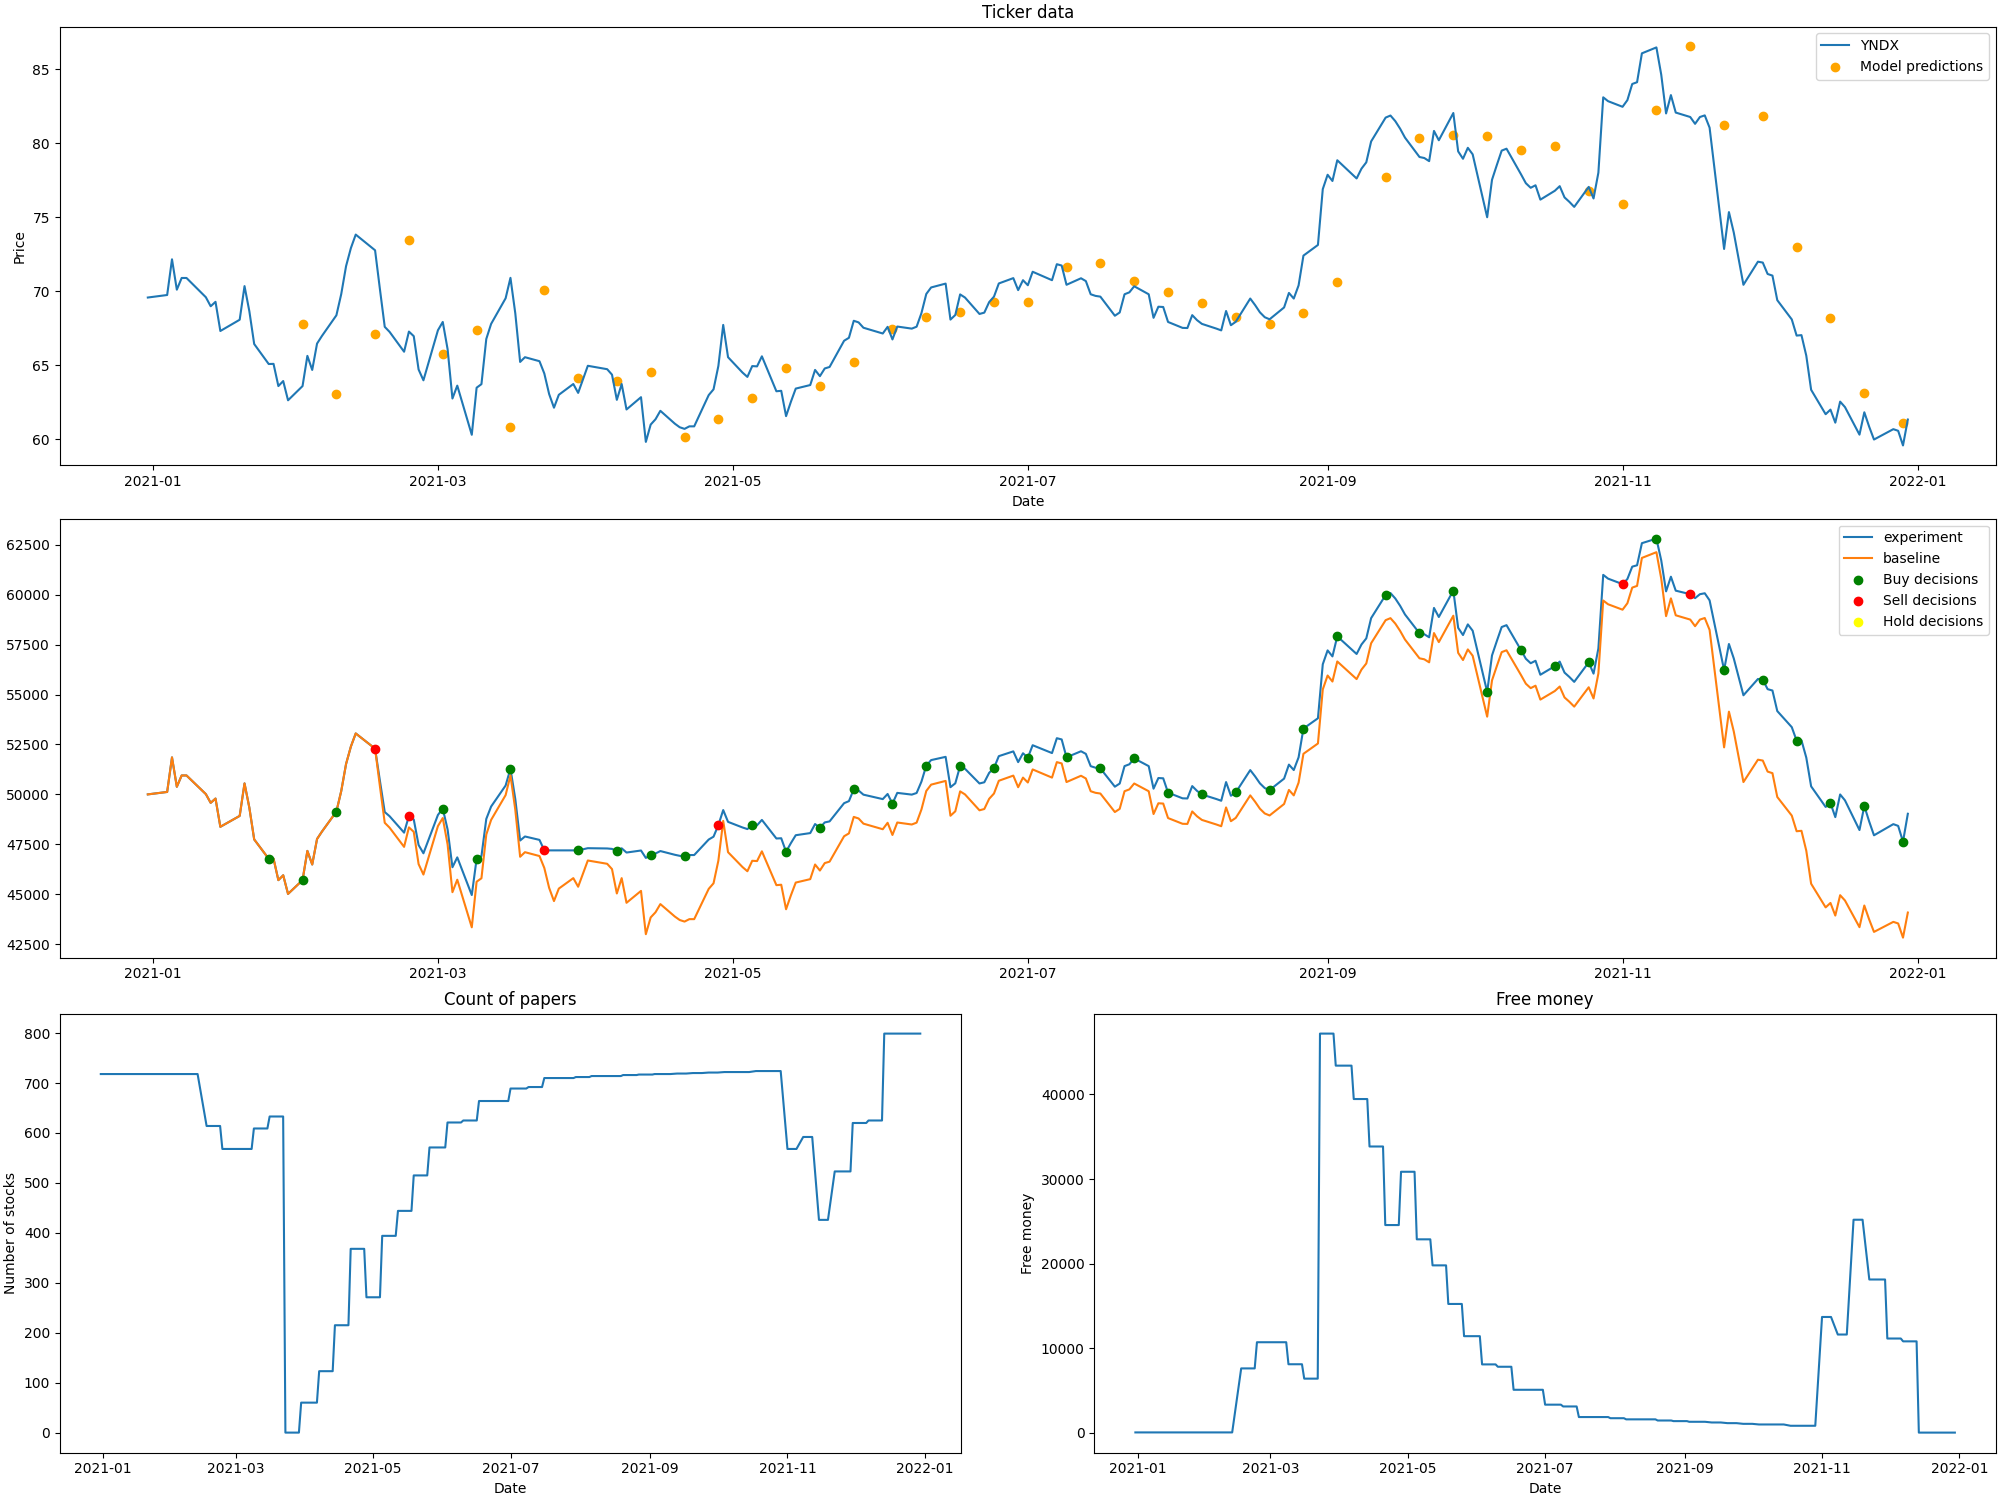 Ticker data
YNDX
Model predictions
85
80
75
70
65
60
Price
2021-01 2021-03 2021-05 2021-07 2021-09 2021-11 2022-01
Date
experiment
baseline
Buy decisions
Sell decisions
Hold decisions
62500
60000
57500
55000
52500
50000
47500
45000
42500
2021-01 2021-03 2021-05 2021-07 2021-09 2021-11 2022-01
Count of papers
800
700
600
500
400
300
200
100
0
Number of stocks
2021-01 2021-03 2021-05 2021-07 2021-09 2021-11 2022-01
Date
Free money
40000
30000
20000
10000
0
Free money
2021-01 2021-03 2021-05 2021-07 2021-09 2021-11 2022-01
Date